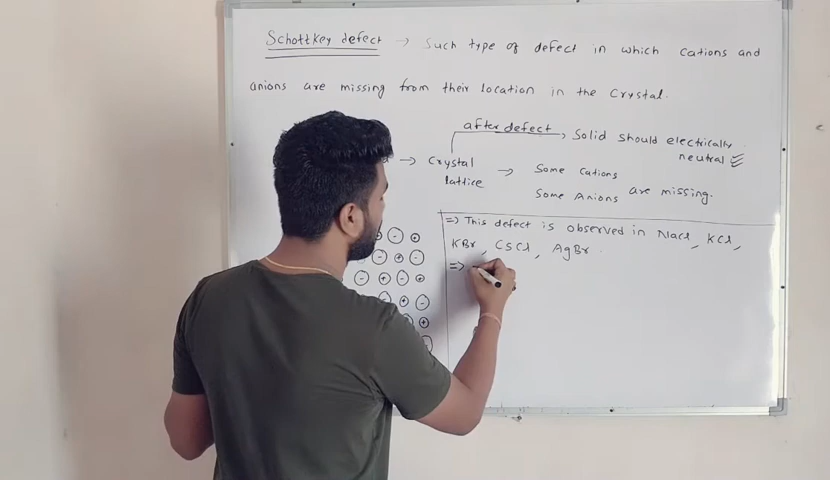 Schottkey defect → Such type of defect in which cations and
anions are missing from their location in the crystal.
after defect → Solid should electrically
neutral
→ Crystal
lattice → Some cations
Some Anions are missing.
⇒ This defect is observed in NaCl, KCl,
KBr, CsCl, AgBr.
⇒